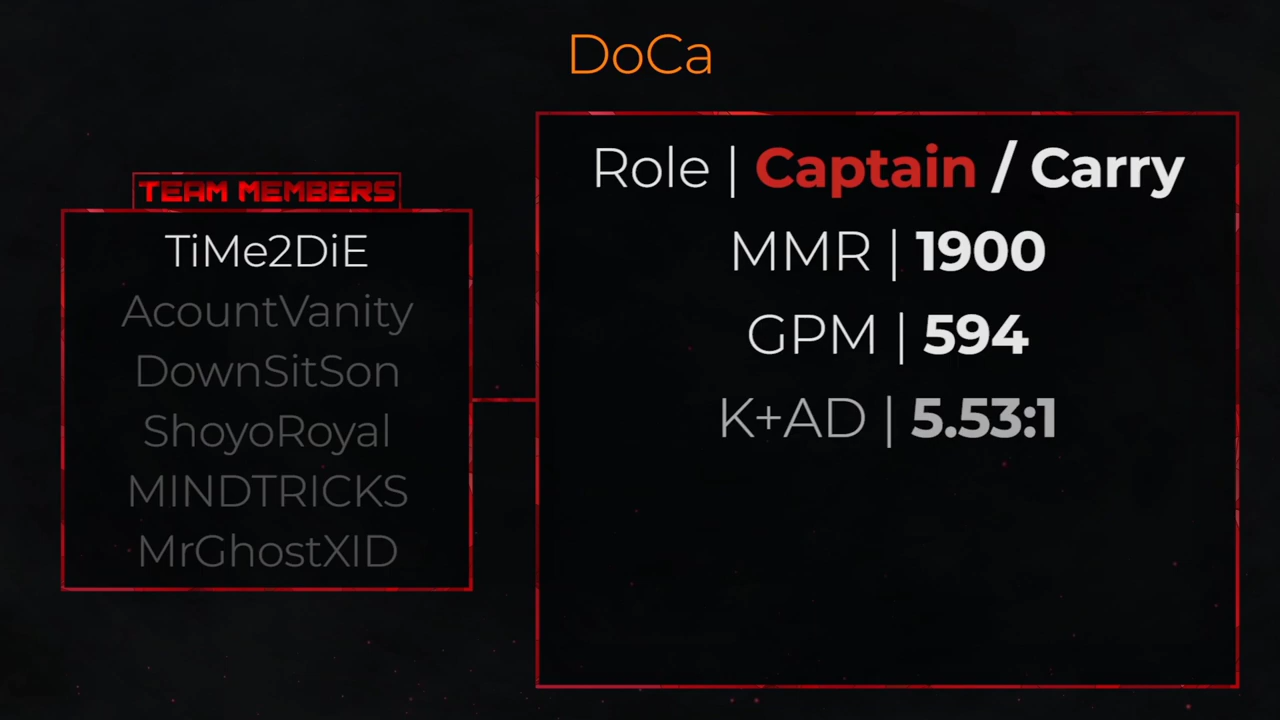 DoCa
TEAM MEMBERS
TiMe2DiE
AcountVanity
DownSitSon
ShoyoRoyal
MINDTRICKS
MrGhostXID
Role | Captain / Carry
MMR | 1900
GPM | 594
K+AD | 5.53:1